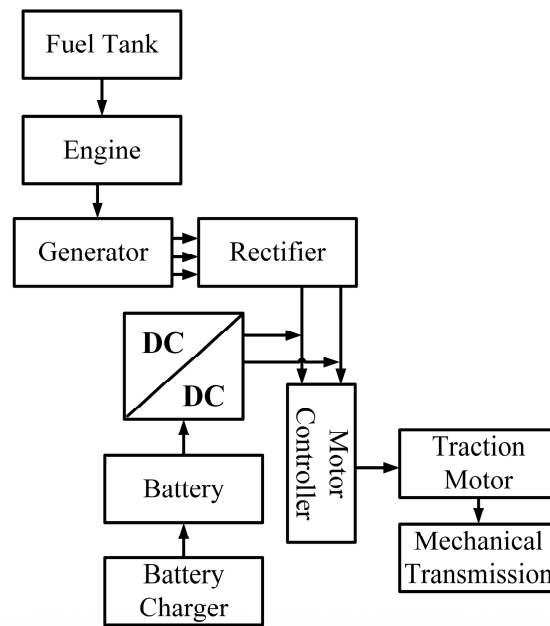 Fuel Tank
Engine
Generator
Rectifier
DC
DC
Motor
Controller
Traction
Motor
Battery
Mechanical
Transmission
Battery
Charger